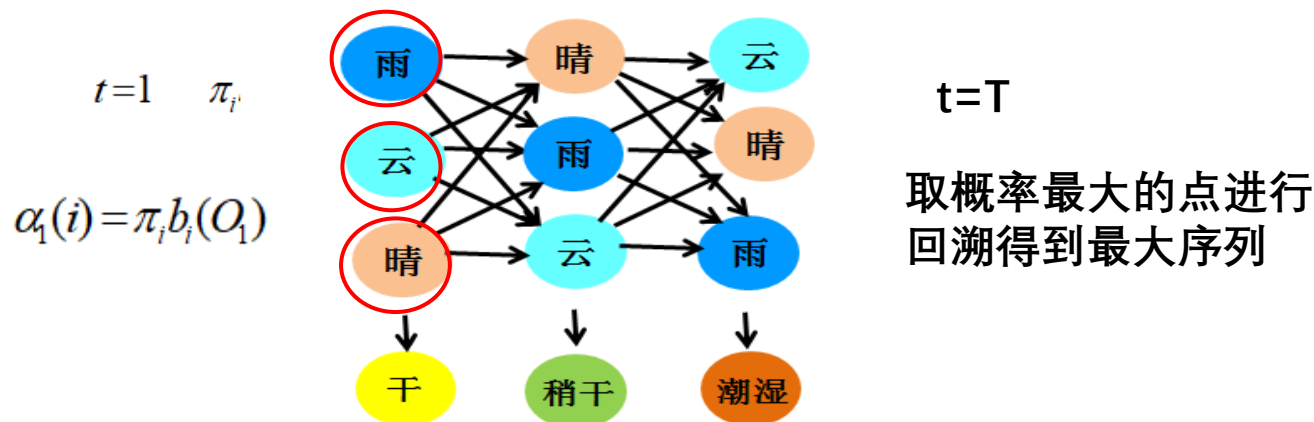 t=1 πᵢ
α₁(i)=πᵢbᵢ(O₁)
雨 晴 云
云 雨 晴
晴 云 雨
干 稍干 潮湿
t=T
取概率最大的点进行
回溯得到最大序列